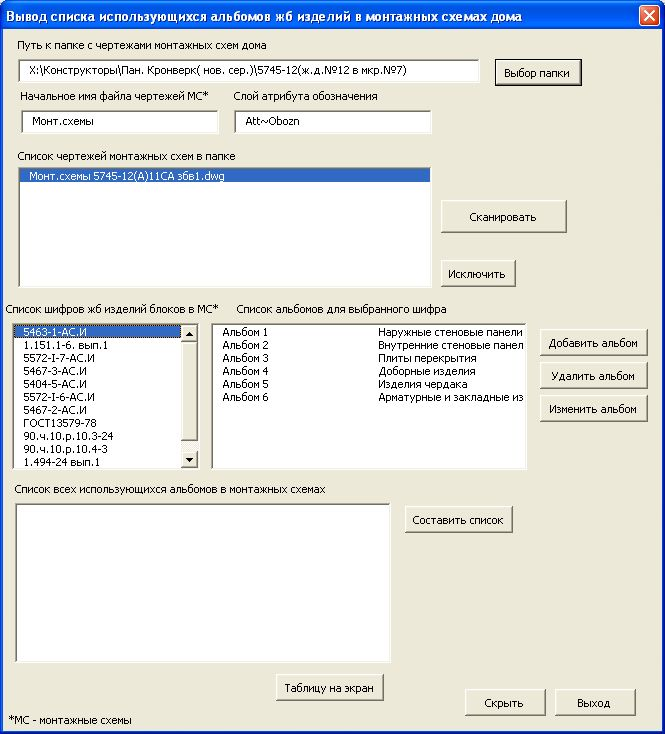 Вывод списка использующихся альбомов жб изделий в монтажных схемах дома
Путь к папке с чертежами монтажных схем дома
X:\Конструкторы\Пан. Кронверк( нов. сер.)\5745-12(ж.д.№12 в мкр.№7)
Выбор папки
Начальное имя файла чертежей МС*
Слой атрибута обозначения
Монт.схемы
Att~Obozn
Список чертежей монтажных схем в папке
Монт.схемы 5745-12(А)11СА збв1.dwg
Сканировать
Исключить
Список шифров жб изделий блоков в МС*
Список альбомов для выбранного шифра
5463-1-АС.И
1.151.1-6. вып.1
5572-I-7-АС.И
5467-3-АС.И
5404-5-АС.И
5572-I-6-АС.И
5467-2-АС.И
ГОСТ13579-78
90.ч.10.р.10.3-24
90.ч.10.р.10.4-3
1.494-24 вып.1
Альбом 1 Наружные стеновые панели
Альбом 2 Внутренние стеновые панел
Альбом 3 Плиты перекрытия
Альбом 4 Доборные изделия
Альбом 5 Изделия чердака
Альбом 6 Арматурные и закладные из
Добавить альбом
Удалить альбом
Изменить альбом
Список всех использующихся альбомов в монтажных схемах
Составить список
Таблицу на экран
Скрыть
Выход
*МС - монтажные схемы